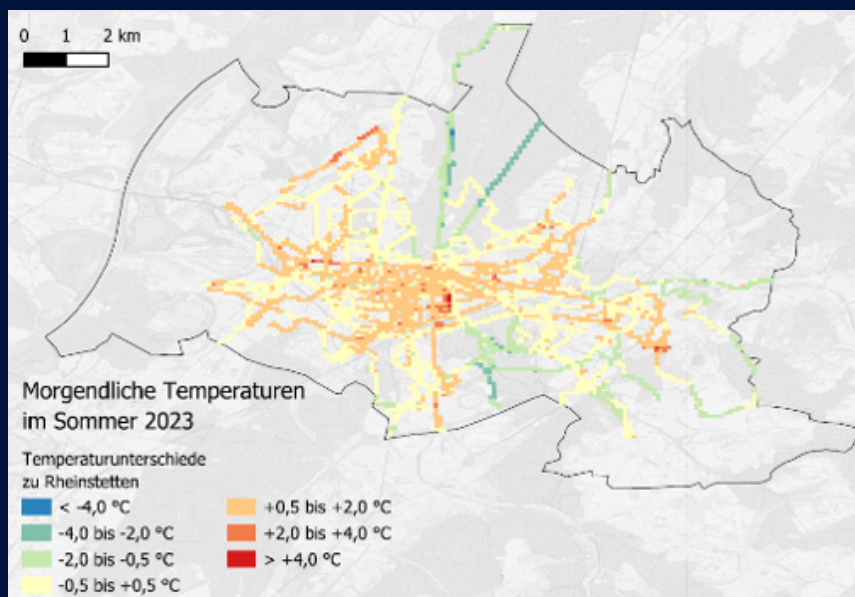 0 1 2 km
Morgendliche Temperaturen
im Sommer 2023
Temperaturunterschiede
zu Rheinstetten
< -4,0 °C
-4,0 bis -2,0 °C
-2,0 bis -0,5 °C
-0,5 bis +0,5 °C
+0,5 bis +2,0 °C
+2,0 bis +4,0 °C
> +4,0 °C